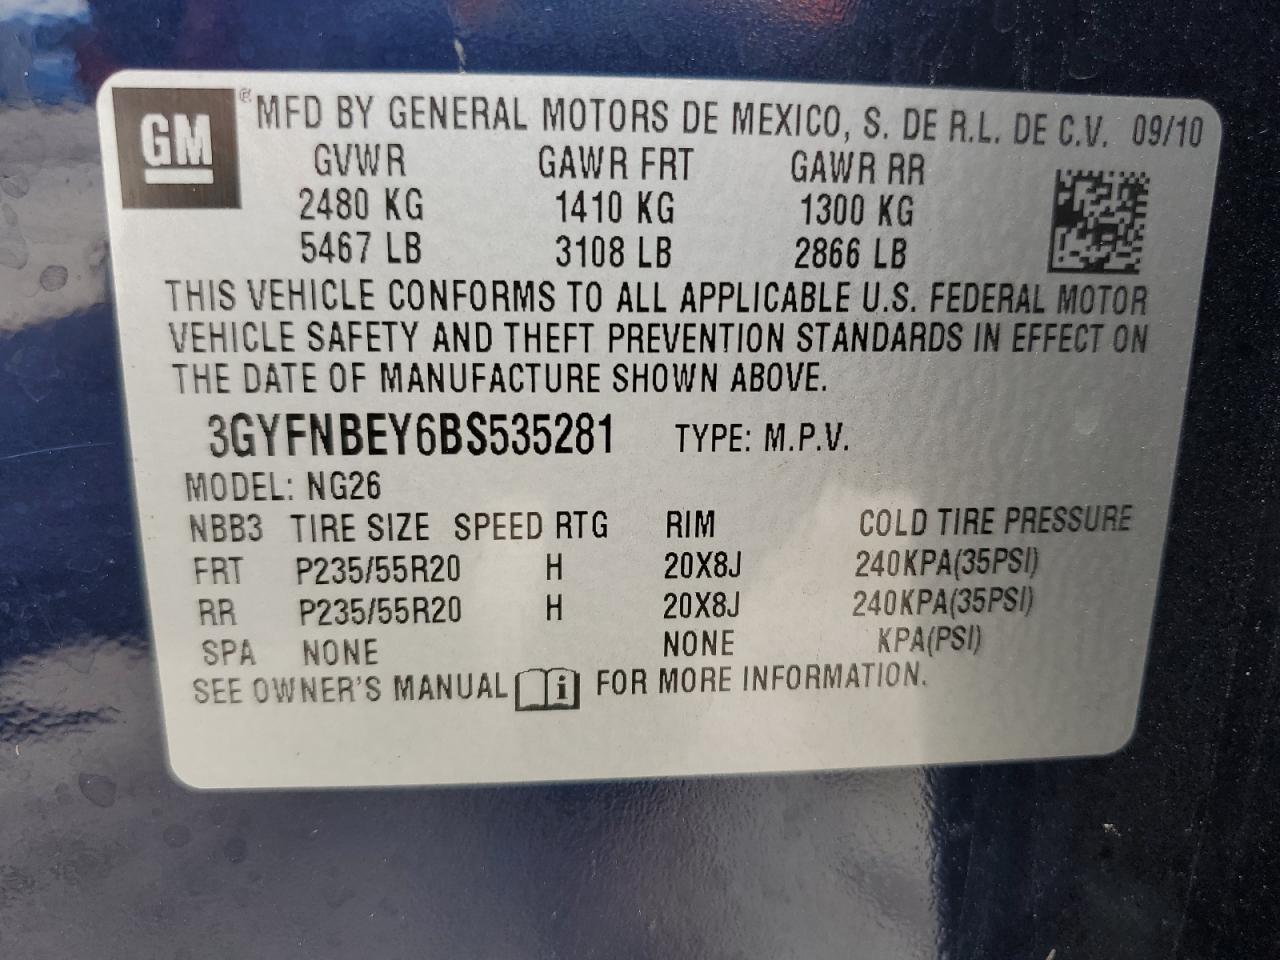 GM ® MFD BY GENERAL MOTORS DE MEXICO, S. DE R.L. DE C.V. 09/10
GVWR GAWR FRT GAWR RR
2480 KG 1410 KG 1300 KG
5467 LB 3108 LB 2866 LB
THIS VEHICLE CONFORMS TO ALL APPLICABLE U.S. FEDERAL MOTOR
VEHICLE SAFETY AND THEFT PREVENTION STANDARDS IN EFFECT ON
THE DATE OF MANUFACTURE SHOWN ABOVE.
3GYFNBEY6BS535281 TYPE: M.P.V.
MODEL: NG26
NBB3 TIRE SIZE SPEED RTG RIM COLD TIRE PRESSURE
FRT P235/55R20 H 20X8J 240KPA(35PSI)
RR P235/55R20 H 20X8J 240KPA(35PSI)
SPA NONE NONE KPA(PSI)
SEE OWNER'S MANUAL i FOR MORE INFORMATION.